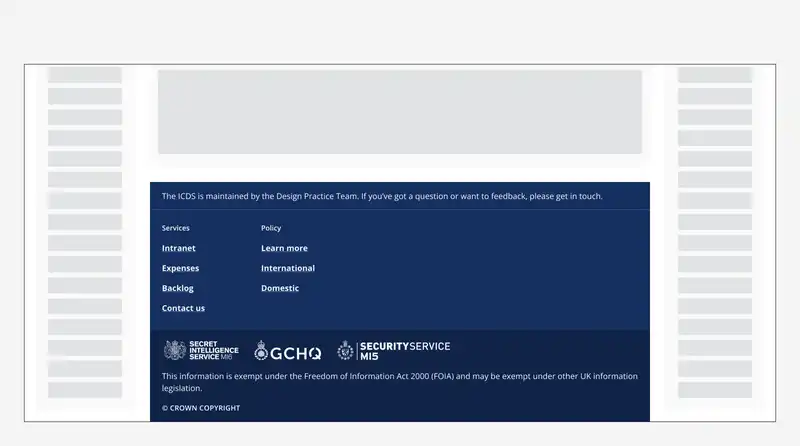 The ICDS is maintained by the Design Practice Team. If you've got a question or want to feedback, please get in touch.
Services
Intranet
Expenses
Backlog
Contact us
Policy
Learn more
International
Domestic
SECRET
INTELLIGENCE
SERVICE MI6
GCHQ
SECURITYSERVICE
MI5
This information is exempt under the Freedom of Information Act 2000 (FOIA) and may be exempt under other UK information
legislation.
© CROWN COPYRIGHT